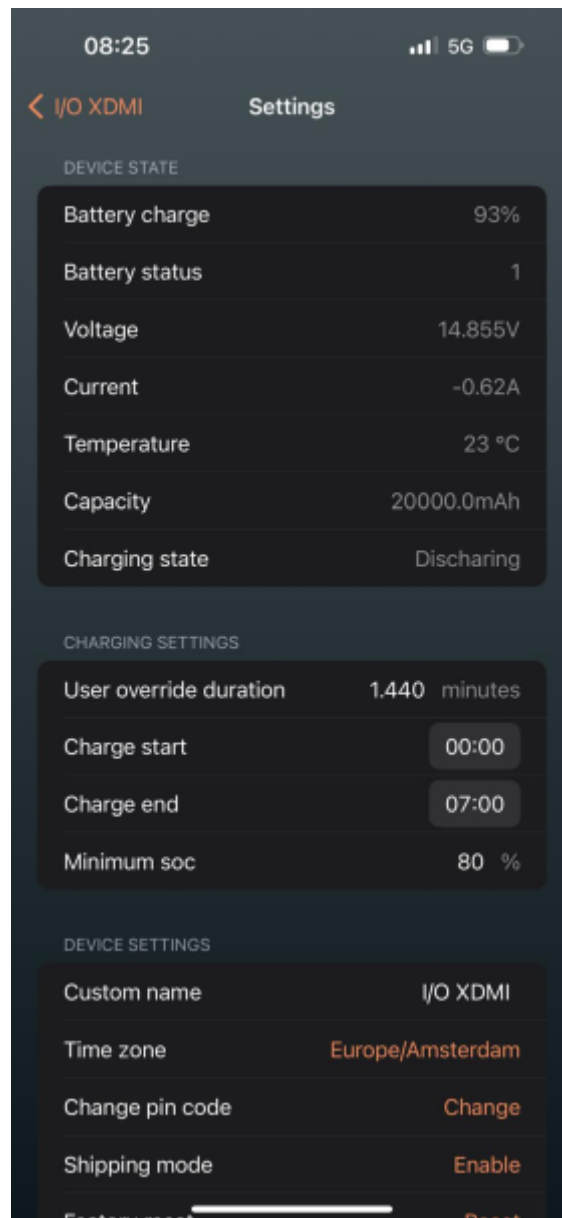 08:25 5G
I/O XDMI Settings
DEVICE STATE
Battery charge 93%
Battery status 1
Voltage 14.855V
Current -0.62A
Temperature 23 °C
Capacity 20000.0mAh
Charging state Discharing
CHARGING SETTINGS
User override duration 1.440 minutes
Charge start 00:00
Charge end 07:00
Minimum soc 80 %
DEVICE SETTINGS
Custom name I/O XDMI
Time zone Europe/Amsterdam
Change pin code Change
Shipping mode Enable
Factory reset Reset